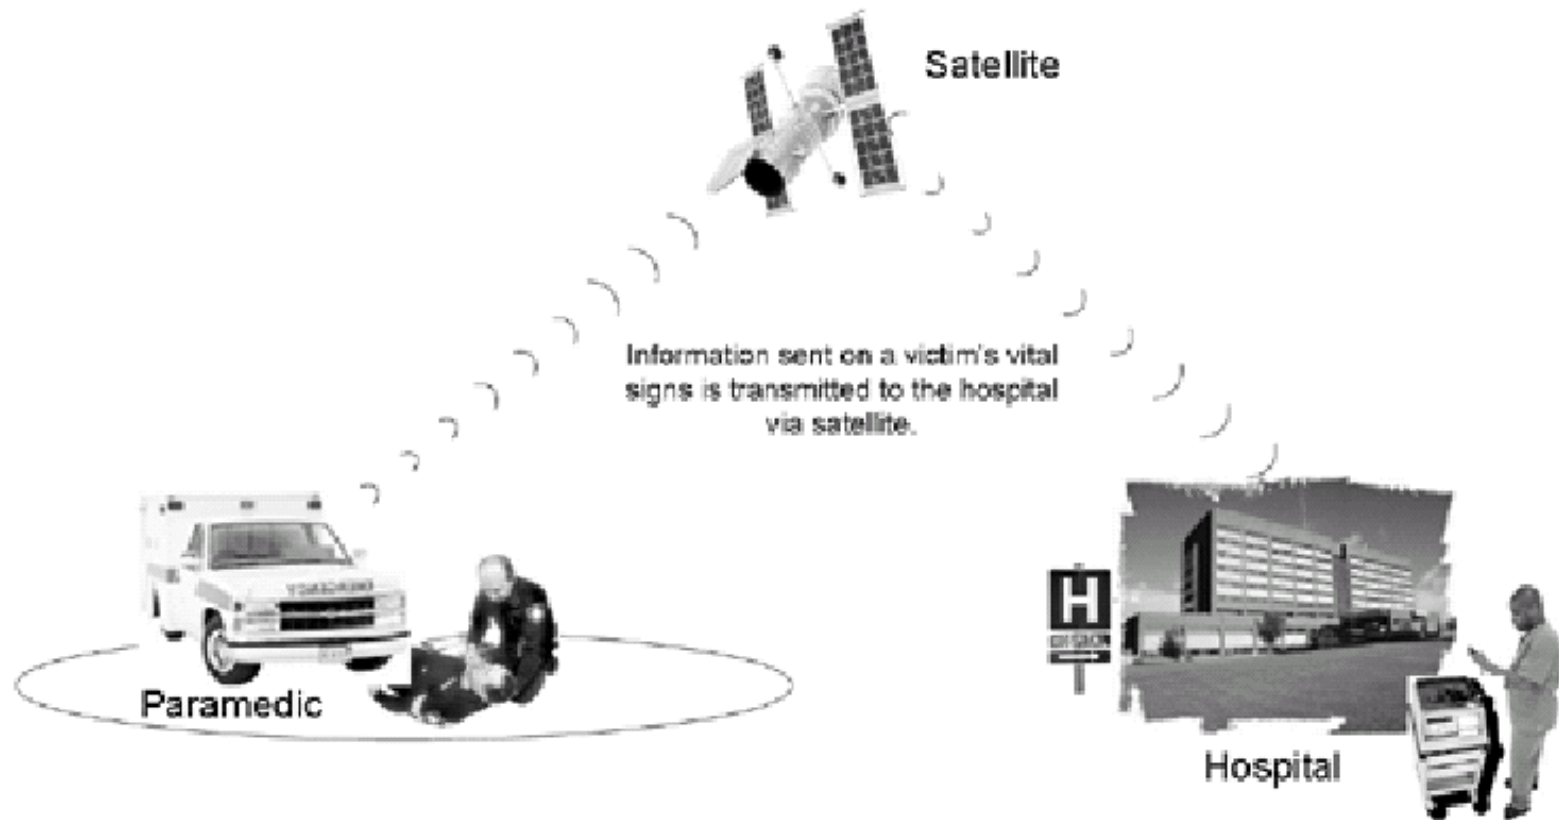 Satellite
Information sent on a victim's vital
signs is transmitted to the hospital
via satellite.
Paramedic
H
Hospital